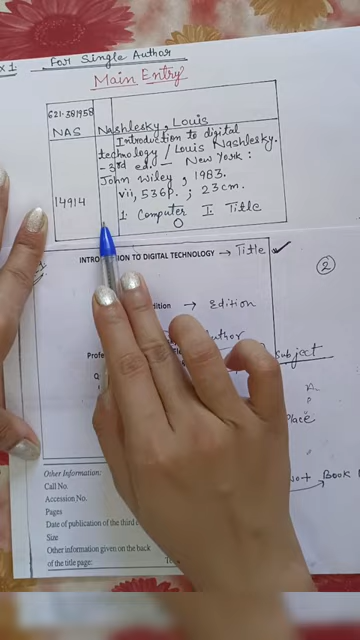 x 1 For Single Author
Main Entry
621.381958
NAS Nashlesky, Louis
Introduction to digital
technology / Louis Nashlesky.
- 3rd ed. - New York :
John Wiley, 1983.
vii, 536p. ; 23cm.
14914
1. Computer I. Title
INTRODUCTION TO DIGITAL TECHNOLOGY → Title ✓
2
→ Edition
Author
Subject
Place
Book
Other Information:
Call No.
Accession No.
Pages
Date of publication of the third
Size
Other information given on the back
of the title page: